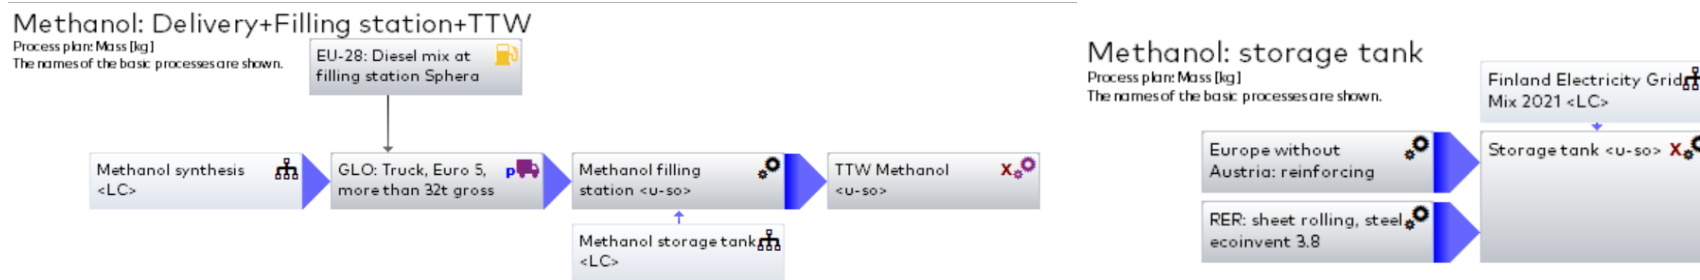 Methanol: Delivery+Filling station+TTW
Process plan: Mass [kg]
The names of the basic processes are shown.
EU-28: Diesel mix at
filling station Sphera
Methanol synthesis
<LC>
GLO: Truck, Euro 5,
more than 32t gross
p
Methanol filling
station <u-so>
TTW Methanol
<u-so>
X
Methanol storage tank
<LC>
Methanol: storage tank
Process plan: Mass [kg]
The names of the basic processes are shown.
Finland Electricity Grid
Mix 2021 <LC>
Europe without
Austria: reinforcing
Storage tank <u-so>
X
RER: sheet rolling, steel
ecoinvent 3.8